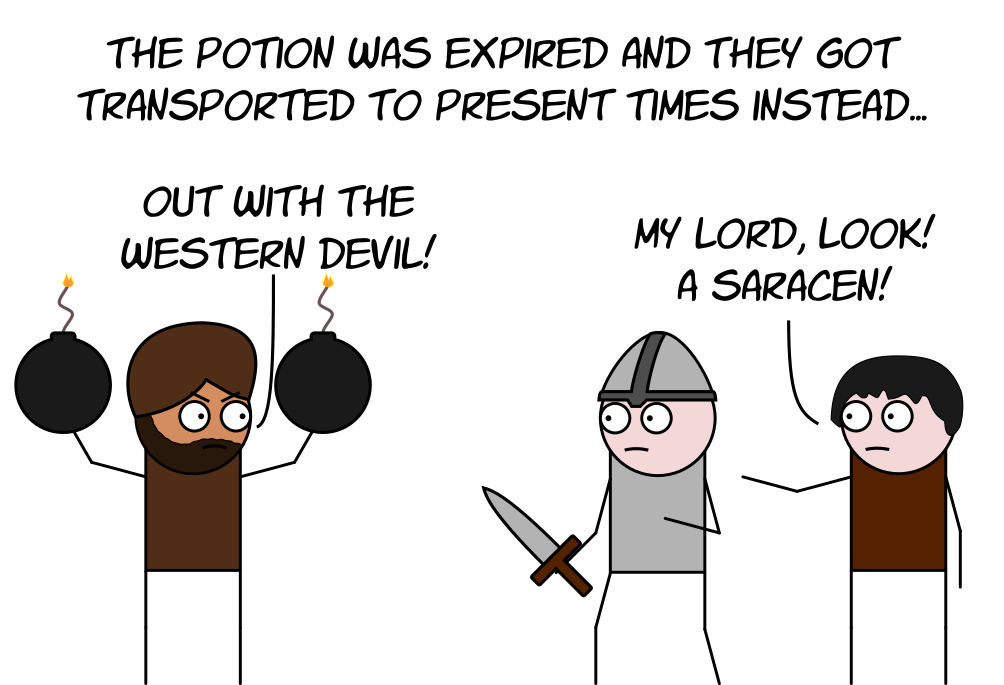 THE POTION WAS EXPIRED AND THEY GOT
TRANSPORTED TO PRESENT TIMES INSTEAD...
OUT WITH THE
WESTERN DEVIL!
MY LORD, LOOK!
A SARACEN!